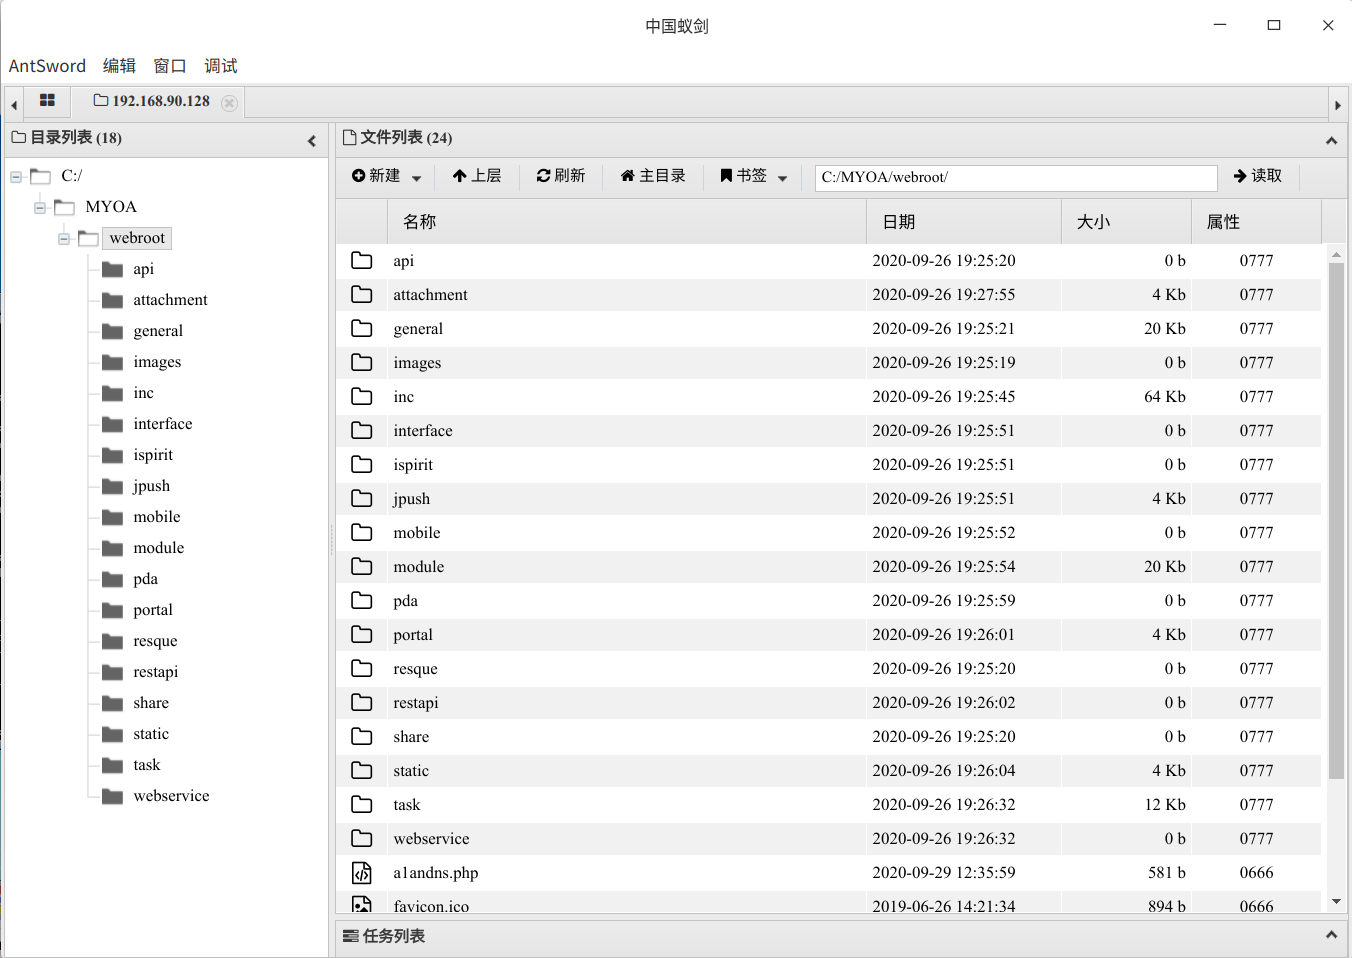 中国蚁剑
AntSword 编辑 窗口 调试
192.168.90.128
目录列表 (18)
文件列表 (24)
新建 上层 刷新 主目录 书签 C:/MYOA/webroot/ 读取
名称 日期 大小 属性
C:/
MYOA
webroot
api
attachment
general
images
inc
interface
ispirit
jpush
mobile
module
pda
portal
resque
restapi
share
static
task
webservice
api 2020-09-26 19:25:20 0 b 0777
attachment 2020-09-26 19:27:55 4 Kb 0777
general 2020-09-26 19:25:21 20 Kb 0777
images 2020-09-26 19:25:19 0 b 0777
inc 2020-09-26 19:25:45 64 Kb 0777
interface 2020-09-26 19:25:51 0 b 0777
ispirit 2020-09-26 19:25:51 0 b 0777
jpush 2020-09-26 19:25:51 4 Kb 0777
mobile 2020-09-26 19:25:52 0 b 0777
module 2020-09-26 19:25:54 20 Kb 0777
pda 2020-09-26 19:25:59 0 b 0777
portal 2020-09-26 19:26:01 4 Kb 0777
resque 2020-09-26 19:25:20 0 b 0777
restapi 2020-09-26 19:26:02 0 b 0777
share 2020-09-26 19:25:20 0 b 0777
static 2020-09-26 19:26:04 4 Kb 0777
task 2020-09-26 19:26:32 12 Kb 0777
webservice 2020-09-26 19:26:32 0 b 0777
a1andns.php 2020-09-29 12:35:59 581 b 0666
favicon.ico 2019-06-26 14:21:34 894 b 0666
任务列表